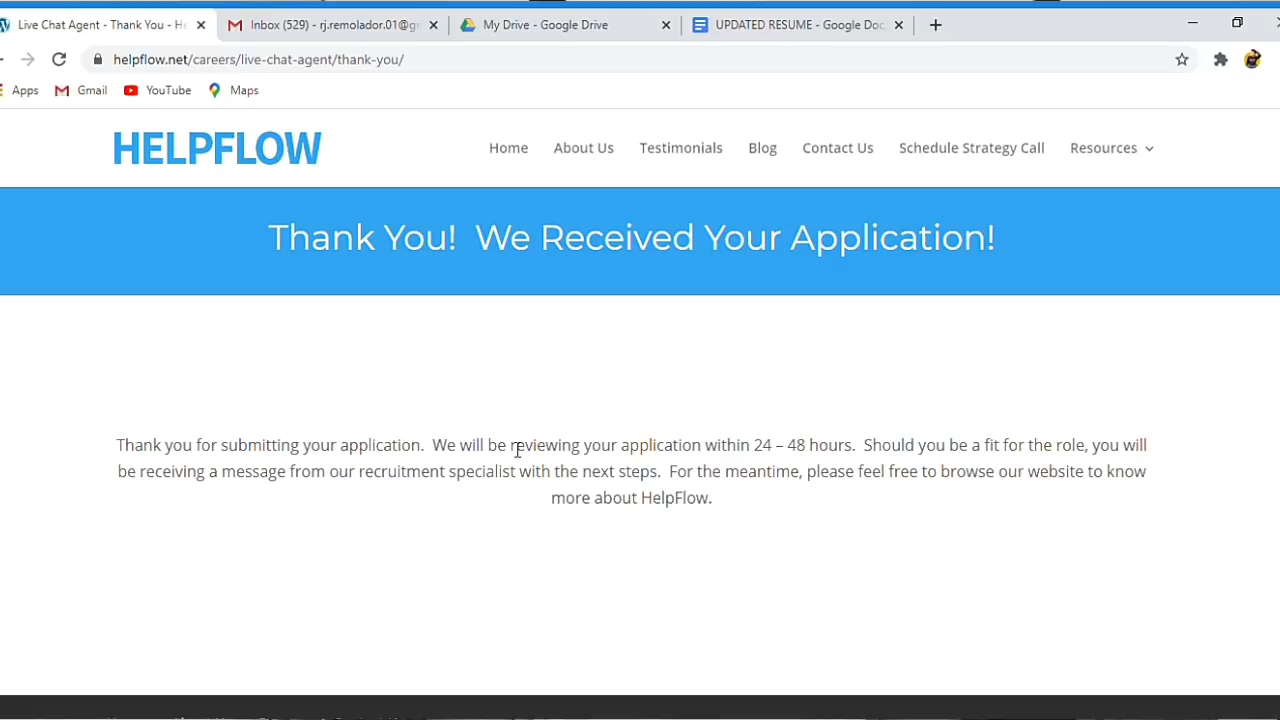 Live Chat Agent - Thank You - He
Inbox (529) - rj.remolador.01@g
My Drive - Google Drive
UPDATED RESUME - Google Doc
helpflow.net/careers/live-chat-agent/thank-you/
Apps Gmail YouTube Maps
HELPFLOW
Home About Us Testimonials Blog Contact Us Schedule Strategy Call Resources
Thank You! We Received Your Application!
Thank you for submitting your application. We will be reviewing your application within 24 – 48 hours. Should you be a fit for the role, you will
be receiving a message from our recruitment specialist with the next steps. For the meantime, please feel free to browse our website to know
more about HelpFlow.